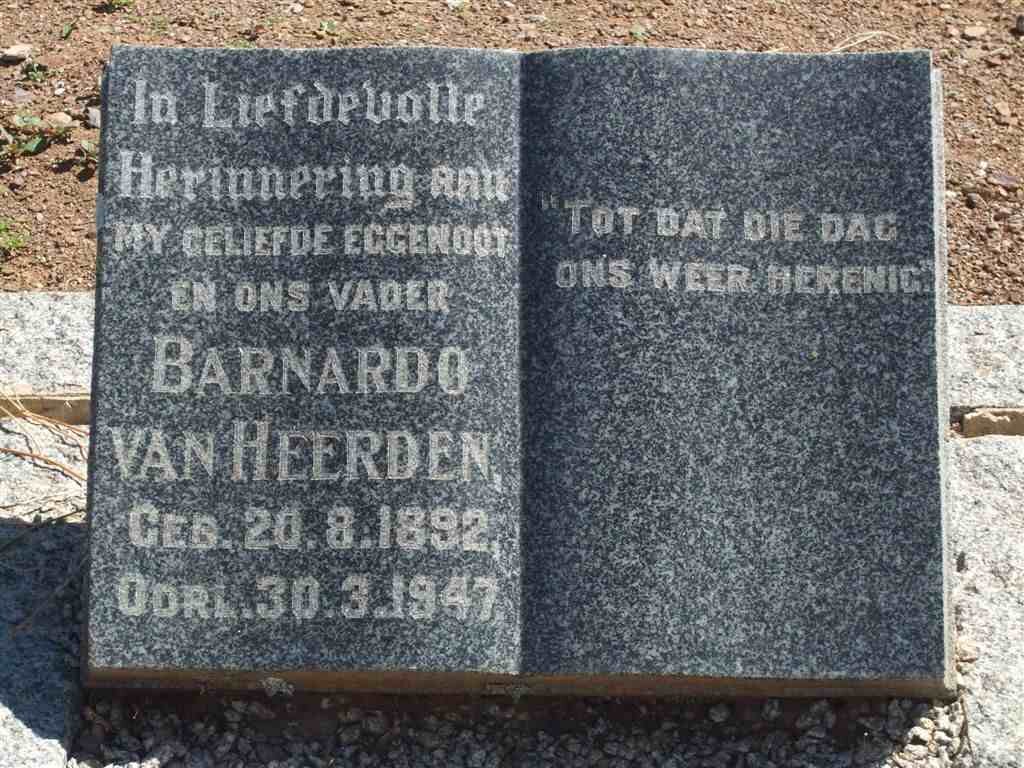 In Liefdevolle
Herinnering aan
MY GELIEFDE EGGENOOT
EN ONS VADER
BARNARDO
VAN HEERDEN,
GEB. 20.8.1892,
OORL. 30.3.1947,
"TOT DAT DIE DAG
ONS WEER HERENIG."